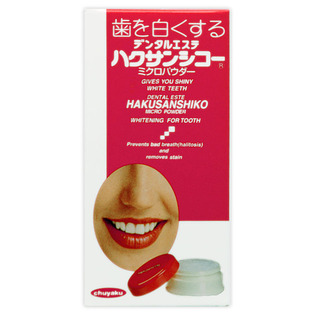 歯を白くする
デンタルエステ
ハクサンシコー®
ミクロパウダー
GIVES YOU SHINY
WHITE TEETH
DENTAL ESTE
HAKUSANSHIKO
MICRO POWDER
WHITENING FOR TOOTH
Prevents bad breath(halitosis)
and
removes stain
chuyaku